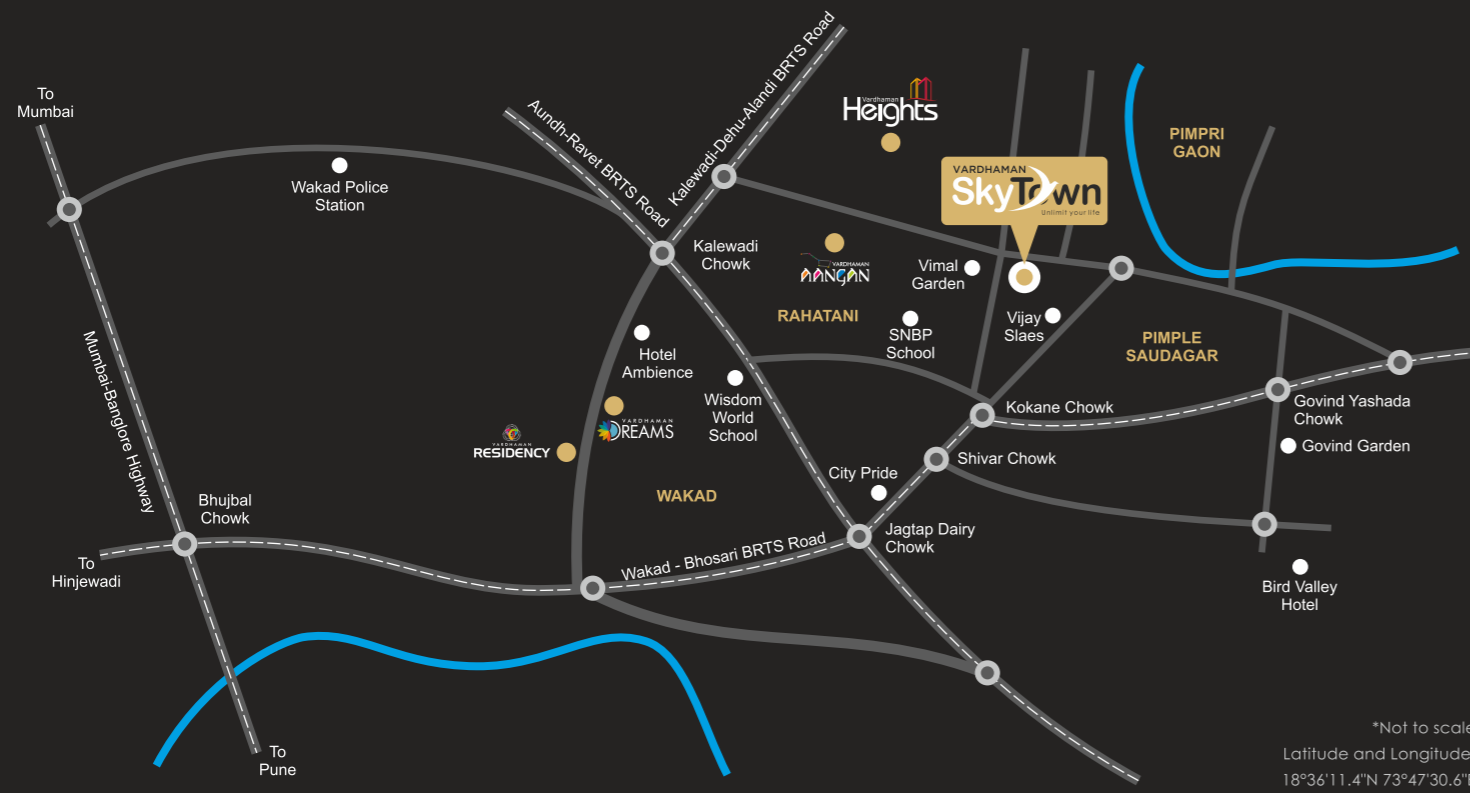 To
Mumbai
Wakad Police
Station
Aundh-Ravet BRTS Road
Kalewadi-Dehu-Alandi BRTS Road
Vardhaman
Heights
PIMPRI
GAON
VARDHAMAN
SkyTown
Unlimit your life
Kalewadi
Chowk
VARDHAMAN
AANGAN
Vimal
Garden
RAHATANI
SNBP
School
Vijay
Slaes
PIMPLE
SAUDAGAR
Mumbai-Banglore Highway
Hotel
Ambience
Wisdom
World
School
VARDHAMAN
DREAMS
VARDHAMAN
RESIDENCY
Kokane Chowk
Govind Yashada
Chowk
Govind Garden
Shivar Chowk
City Pride
WAKAD
Bhujbal
Chowk
To
Hinjewadi
Wakad - Bhosari BRTS Road
Jagtap Dairy
Chowk
Bird Valley
Hotel
To
Pune
*Not to scale
Latitude and Longitude
18°36'11.4"N 73°47'30.6"E